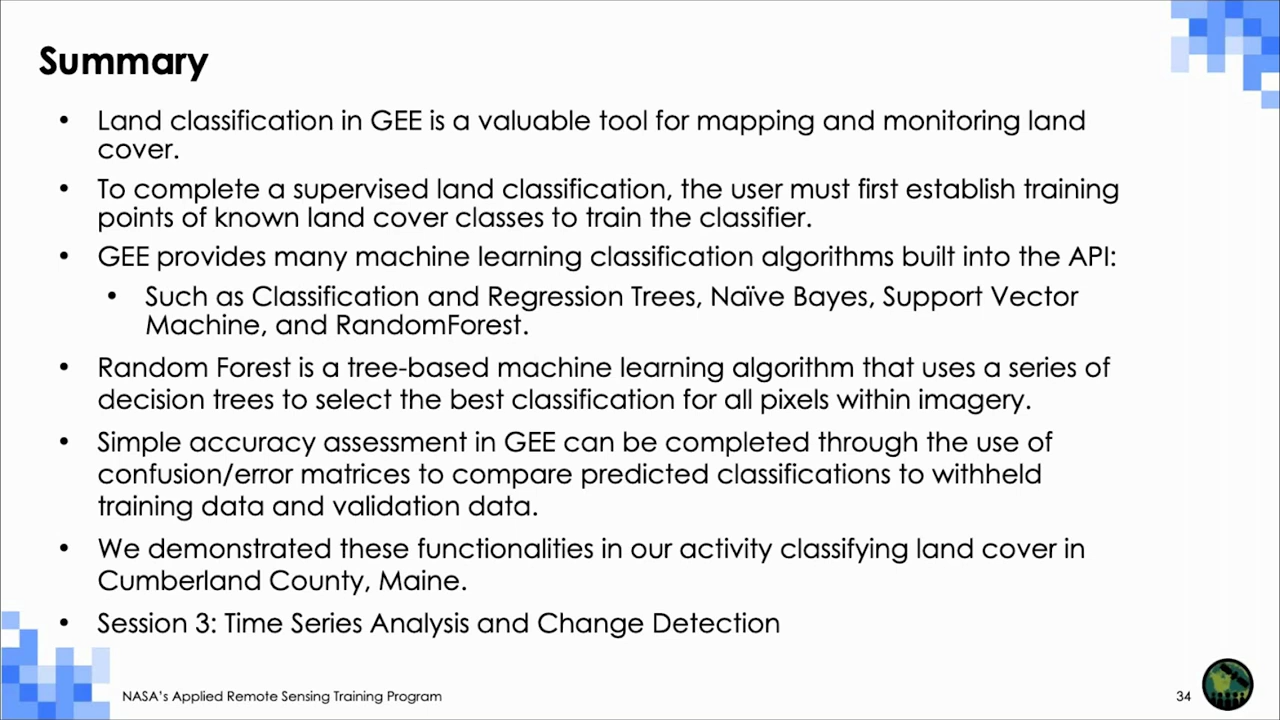 Summary
• Land classification in GEE is a valuable tool for mapping and monitoring land
cover.
• To complete a supervised land classification, the user must first establish training
points of known land cover classes to train the classifier.
• GEE provides many machine learning classification algorithms built into the API:
• Such as Classification and Regression Trees, Naïve Bayes, Support Vector
Machine, and RandomForest.
• Random Forest is a tree-based machine learning algorithm that uses a series of
decision trees to select the best classification for all pixels within imagery.
• Simple accuracy assessment in GEE can be completed through the use of
confusion/error matrices to compare predicted classifications to withheld
training data and validation data.
• We demonstrated these functionalities in our activity classifying land cover in
Cumberland County, Maine.
• Session 3: Time Series Analysis and Change Detection
NASA's Applied Remote Sensing Training Program
34